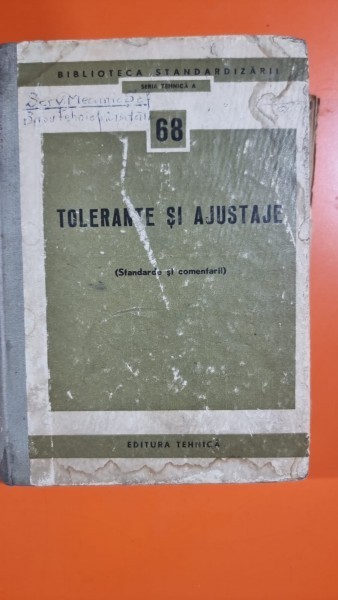 BIBLIOTECA STANDARDIZĂRII
SERIA TEHNICĂ A
68
TOLERANȚE ȘI AJUSTAJE
(Standarde și comentarii)
EDITURA TEHNICĂ